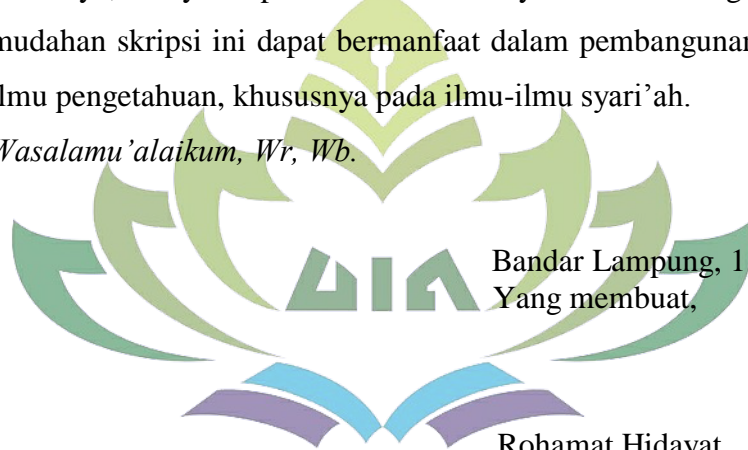 mudahan skripsi ini dapat bermanfaat dalam pembangunan
ilmu pengetahuan, khususnya pada ilmu-ilmu syari’ah.
Wasalamu’alaikum, Wr, Wb.
UIN
Bandar Lampung, 1
Yang membuat,
Rohamat Hidayat